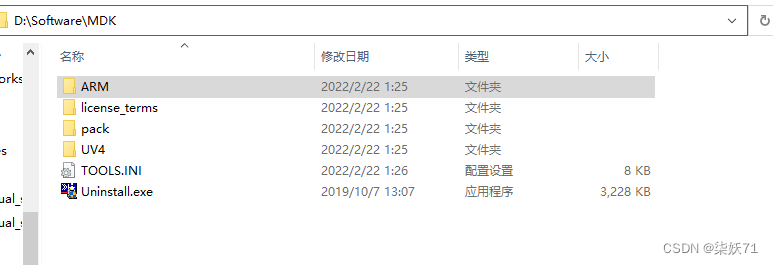 D:\Software\MDK
名称 修改日期 类型 大小
ARM 2022/2/22 1:25 文件夹
license_terms 2022/2/22 1:25 文件夹
pack 2022/2/22 1:25 文件夹
UV4 2022/2/22 1:25 文件夹
TOOLS.INI 2022/2/22 1:26 配置设置 8 KB
Uninstall.exe 2019/10/7 13:07 应用程序 3,228 KB
orks
es
ual_s
ual_s
CSDN @柒妖71